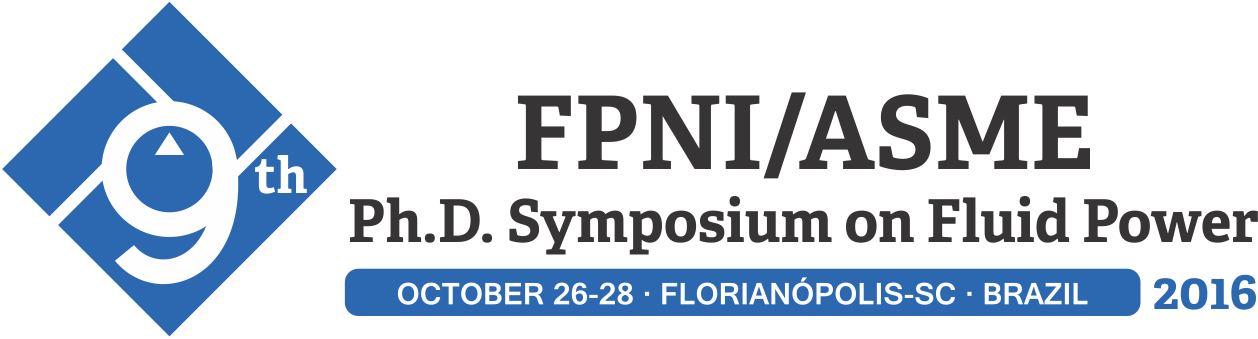 9th
FPNI/ASME
Ph.D. Symposium on Fluid Power
OCTOBER 26-28 · FLORIANÓPOLIS-SC · BRAZIL 2016